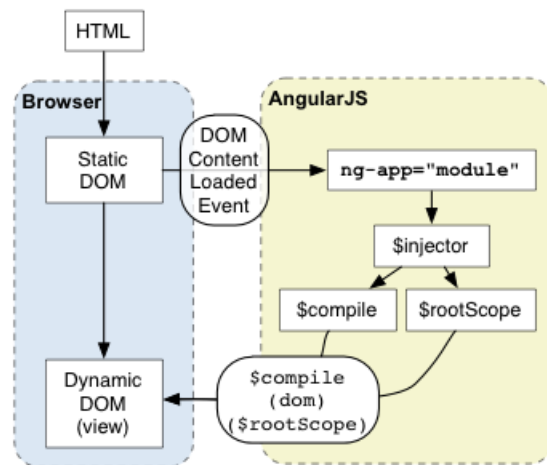 HTML
Browser
AngularJS
DOM
Content
Loaded
Event
Static
DOM
ng-app="module"
$injector
$compile
$rootScope
Dynamic
DOM
(view)
$compile
(dom)
($rootScope)